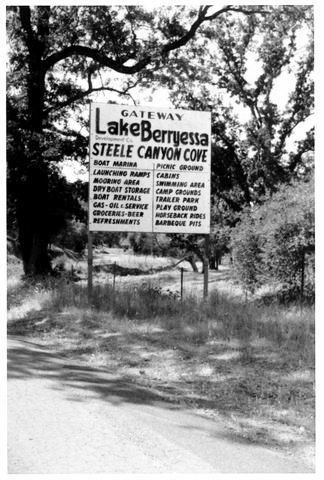 GATEWAY
Lake Berryessa
Development Co.
STEELE CANYON COVE
BOAT MARINA
LAUNCHING RAMPS
MOORING AREA
DRY BOAT STORAGE
BOAT RENTALS
GAS-OIL & SERVICE
GROCERIES-BEER
REFRESHMENTS
PICNIC GROUND
CABINS
SWIMMING AREA
CAMP GROUNDS
TRAILER PARK
PLAY GROUND
HORSEBACK RIDES
BARBEQUE PITS